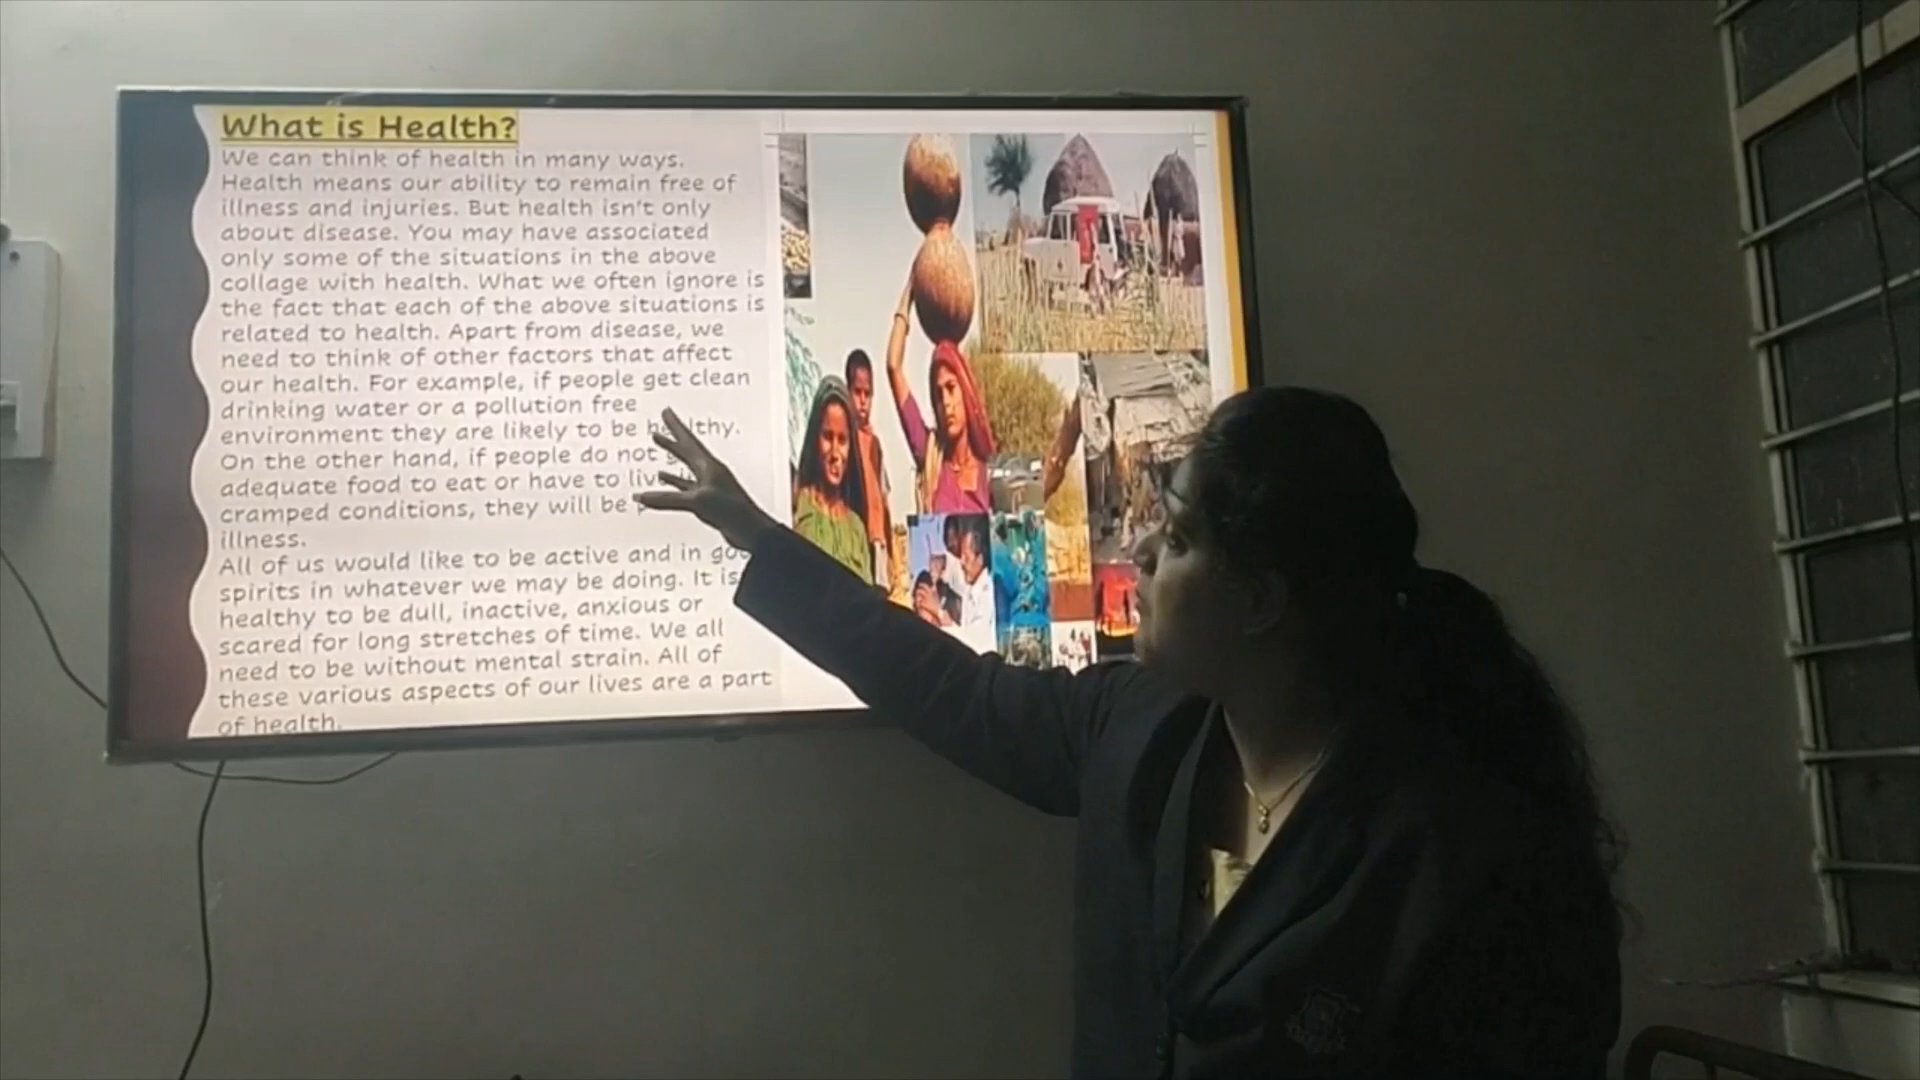 What is Health?
We can think of health in many ways.
Health means our ability to remain free of
illness and injuries. But health isn't only
about disease. You may have associated
only some of the situations in the above
collage with health. What we often ignore is
the fact that each of the above situations is
related to health. Apart from disease, we
need to think of other factors that affect
our health. For example, if people get clean
drinking water or a pollution free
environment they are likely to be healthy.
On the other hand, if people do not
adequate food to eat or have to live
cramped conditions, they will be
illness.
All of us would like to be active and in good
spirits in whatever we may be doing. It is
healthy to be dull, inactive, anxious or
scared for long stretches of time. We all
need to be without mental strain. All of
these various aspects of our lives are a part
of health.